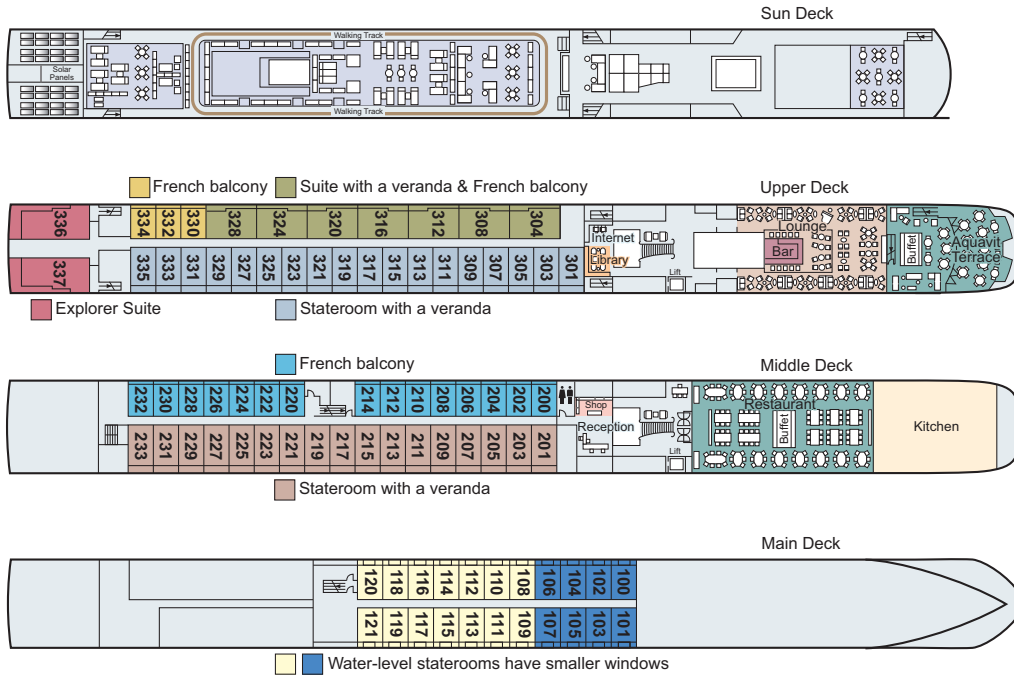 Sun Deck
Walking Track
Solar
Panels
Walking Track
French balcony
Suite with a veranda & French balcony
Upper Deck
336
334
332
330
328
324
320
316
312
308
304
Internet
Library
Lounge
Bar
Buffet
Aquavit
Terrace
337
335
333
331
329
327
325
223
321
319
317
315
313
311
309
307
305
303
301
Lift
Explorer Suite
Stateroom with a veranda
French balcony
Middle Deck
232
230
228
226
224
222
220
214
212
210
208
206
204
202
200
Shop
Reception
Restaurant
Buffet
Kitchen
233
231
229
227
225
223
221
219
217
215
211
209
207
205
203
201
Lift
Stateroom with a veranda
Main Deck
120
118
116
114
112
110
108
106
104
102
100
121
119
117
115
113
111
109
107
105
103
101
Water-level staterooms have smaller windows